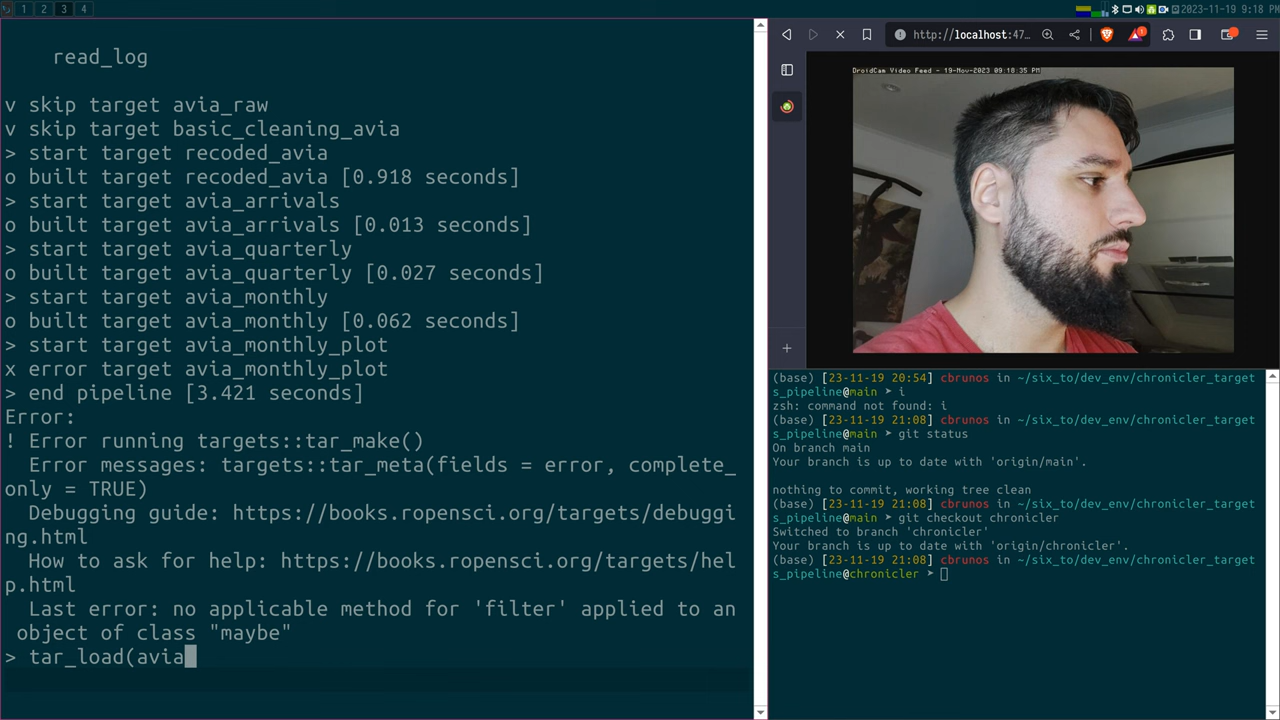 1 2 3 4
2023-11-19 9:18 PM
read_log
v skip target avia_raw
v skip target basic_cleaning_avia
> start target recoded_avia
o built target recoded_avia [0.918 seconds]
> start target avia_arrivals
o built target avia_arrivals [0.013 seconds]
> start target avia_quarterly
o built target avia_quarterly [0.027 seconds]
> start target avia_monthly
o built target avia_monthly [0.062 seconds]
> start target avia_monthly_plot
x error target avia_monthly_plot
> end pipeline [3.421 seconds]
Error:
! Error running targets::tar_make()
Error messages: targets::tar_meta(fields = error, complete_
only = TRUE)
Debugging guide: https://books.ropensci.org/targets/debuggi
ng.html
How to ask for help: https://books.ropensci.org/targets/hel
p.html
Last error: no applicable method for 'filter' applied to an
object of class "maybe"
> tar_load(avia
http://localhost:47...
1
DroidCam Video Feed - 19-Nov-2023 09:18:35 PM
(base) [23-11-19 20:54] cbrunos in ~/six_to/dev_env/chronicler_target
s_pipeline@main ➤ i
zsh: command not found: i
(base) [23-11-19 21:08] cbrunos in ~/six_to/dev_env/chronicler_target
s_pipeline@main ➤ git status
On branch main
Your branch is up to date with 'origin/main'.
nothing to commit, working tree clean
(base) [23-11-19 21:08] cbrunos in ~/six_to/dev_env/chronicler_target
s_pipeline@main ➤ git checkout chronicler
Switched to branch 'chronicler'
Your branch is up to date with 'origin/chronicler'.
(base) [23-11-19 21:08] cbrunos in ~/six_to/dev_env/chronicler_target
s_pipeline@chronicler ➤